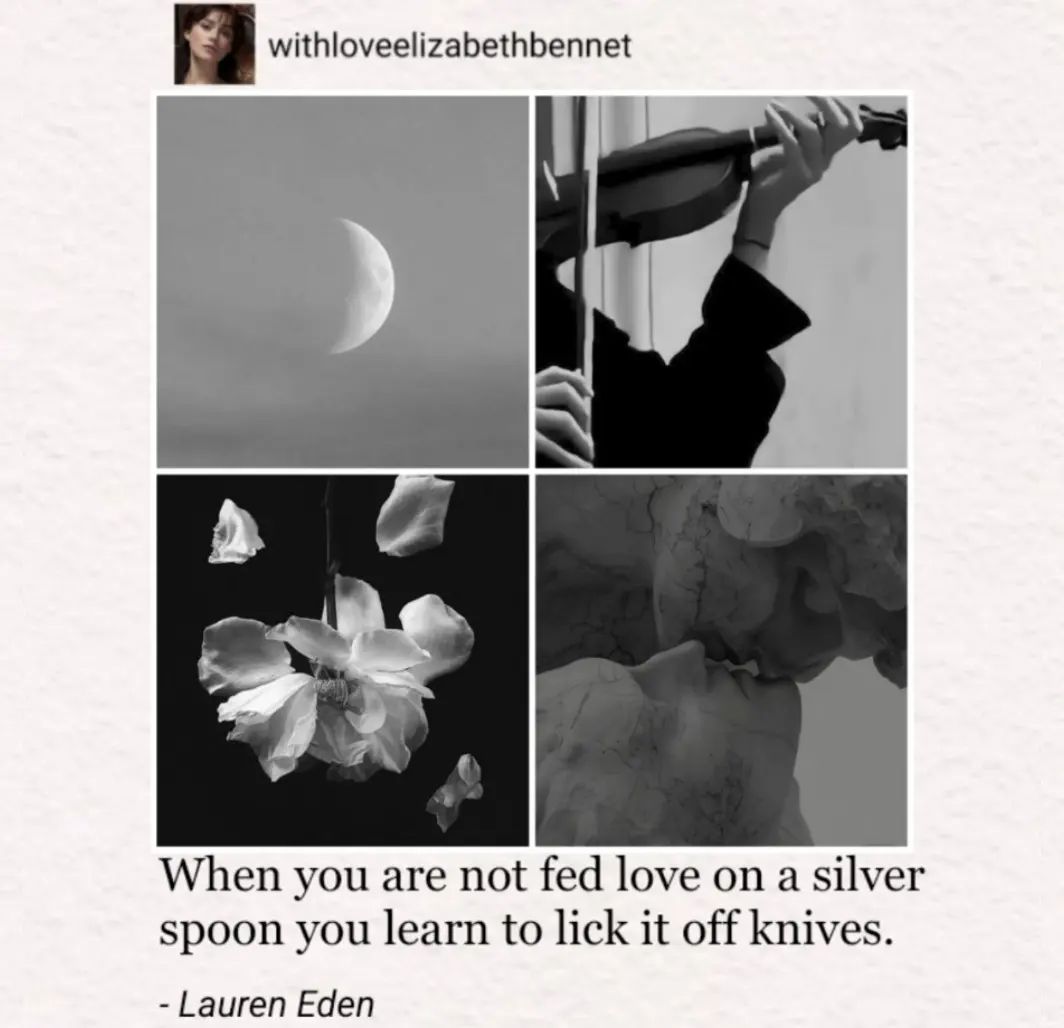 withloveelizabethbennet
When you are not fed love on a silver
spoon you learn to lick it off knives.
- Lauren Eden